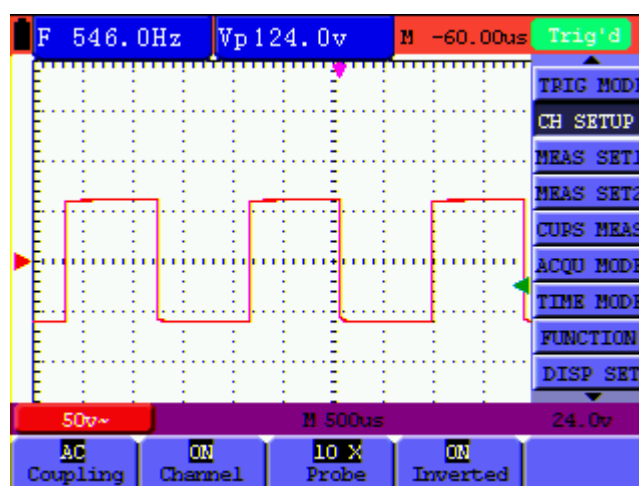 F 546.0Hz Vp124.0v M -60.00us Trig'd
TRIG MODE
CH SETUP
MEAS SET1
MEAS SET2
CURS MEAS
ACQU MODE
TIME MODE
FUNCTION
DISP SET
50v~ M 500us 24.0v
AC ON 10 X ON
Coupling Channel Probe Inverted